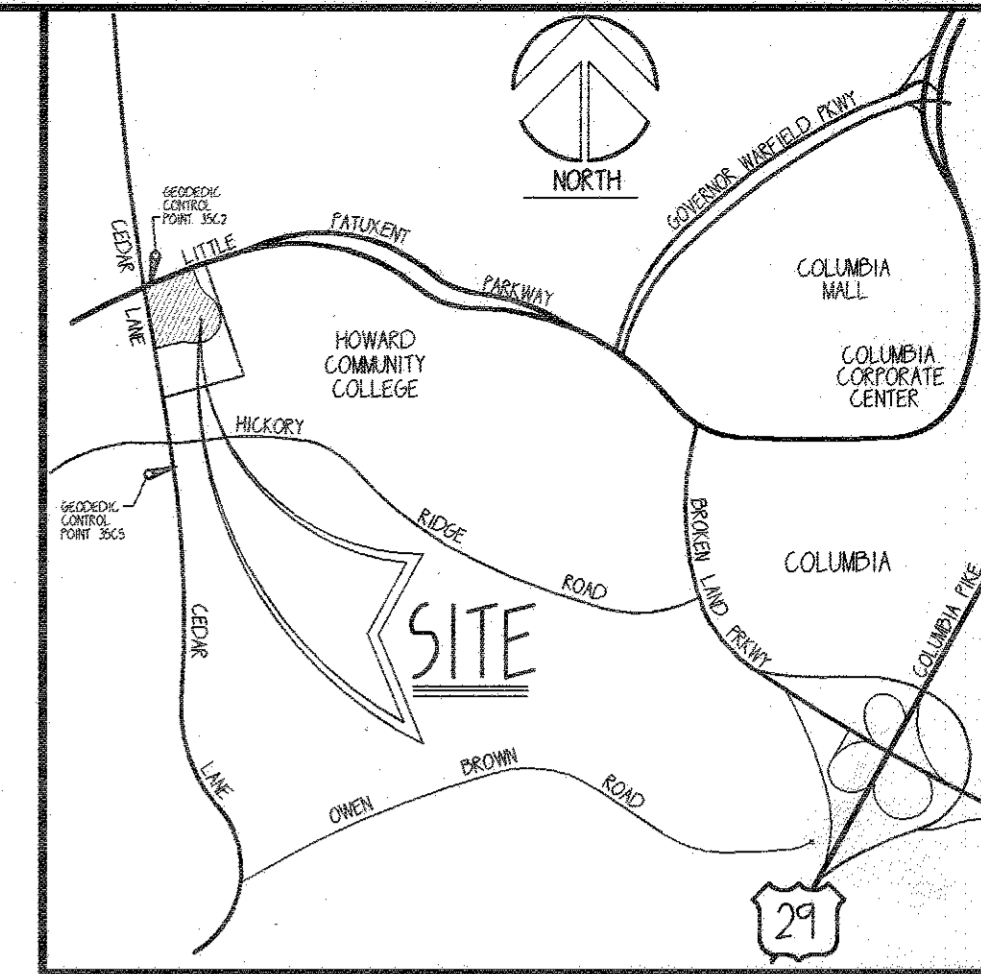 NORTH
GOVERNOR WARFIELD PKWY
GEODEDIC
CONTROL
POINT 35C2
CEDAR
LANE
LITTLE
PATUXENT
PARKWAY
COLUMBIA
MALL
HOWARD
COMMUNITY
COLLEGE
COLUMBIA
CORPORATE
CENTER
HICKORY
RIDGE
ROAD
GEODEDIC
CONTROL
POINT 35C5
BROKEN LAND PRKWY
COLUMBIA
COLUMBIA PIKE
SITE
CEDAR
LANE
OWEN
BROWN
ROAD
29